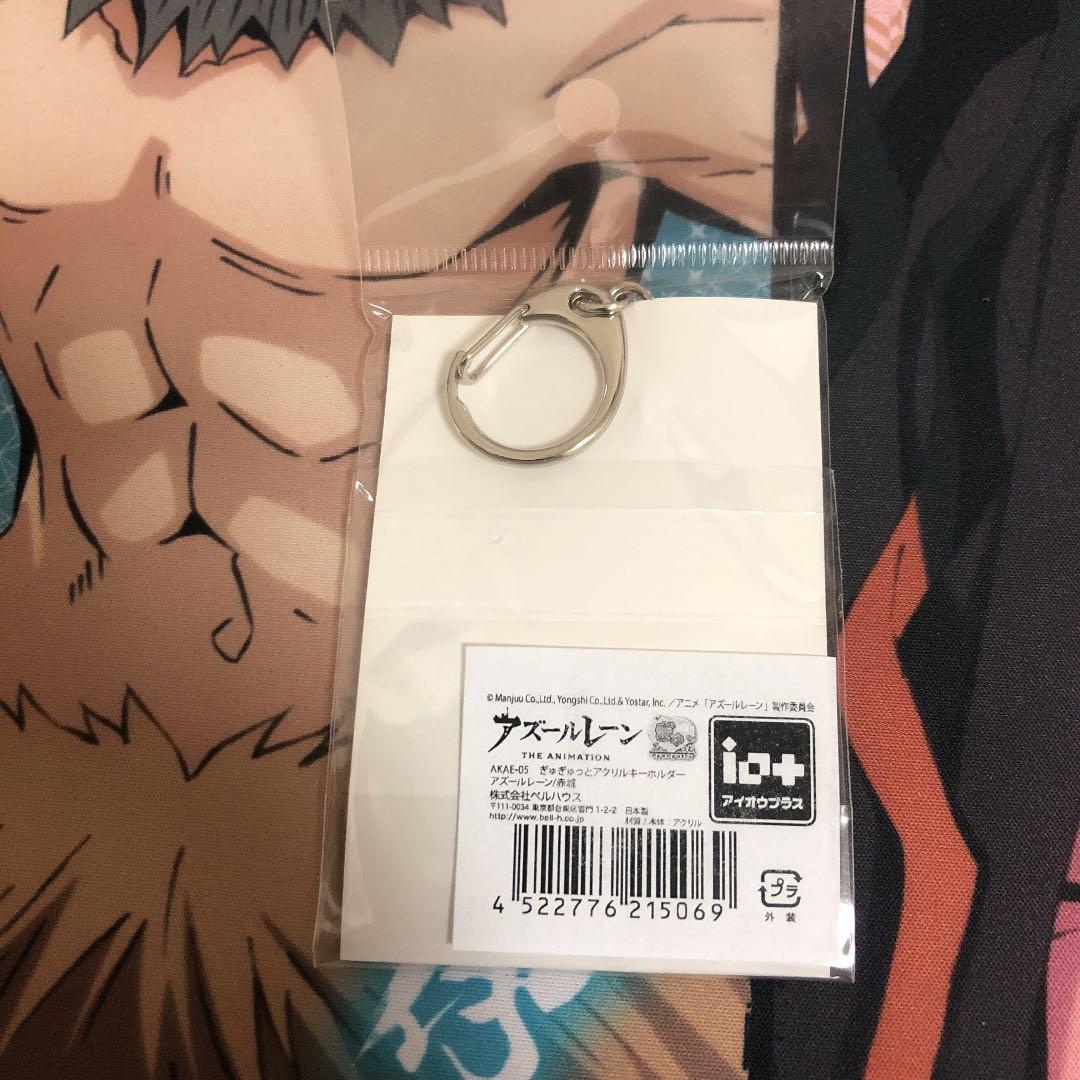 © Manjuu Co.,Ltd., Yongshi Co.,Ltd.& Yostar, Inc. ／アニメ「アズールレーン」製作委員会
アズールレーン
THE ANIMATION
AKAE-05 ぎゅぎゅっとアクリルキーホルダー
アズールレーン/赤城
株式会社ベルハウス
〒111-0034 東京都台東区雷門 1-2-2 日本製
http://www.bell-h.co.jp 材質 / 本体：アクリル
io+
アイオウプラス
4 522776 215069
プラ
外装